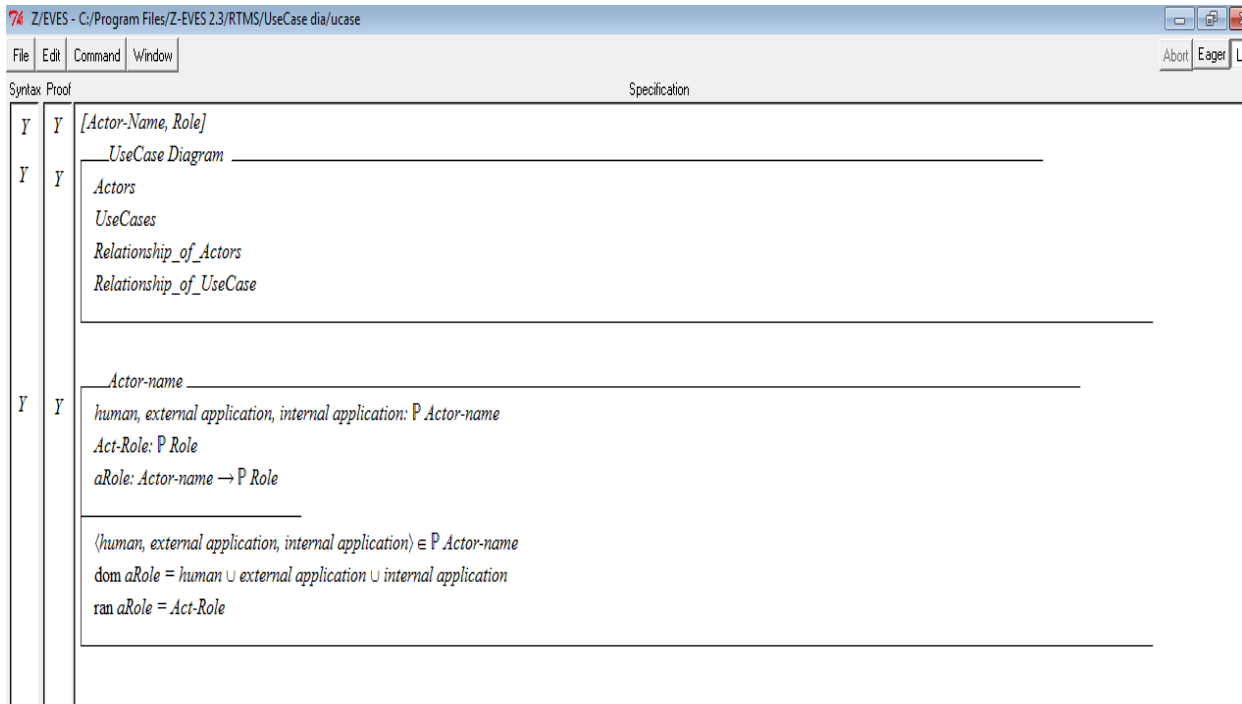 Z/EVES - C:/Program Files/Z-EVES 2.3/RTMS/UseCase dia/ucase
File Edit Command Window Abort Eager L
Syntax Proof Specification
Y Y [Actor-Name, Role]
UseCase Diagram
Y Y Actors
UseCases
Relationship_of_Actors
Relationship_of_UseCase
Actor-name
Y Y human, external application, internal application: ℙ Actor-name
Act-Role: ℙ Role
aRole: Actor-name → ℙ Role
⟨human, external application, internal application⟩ ∈ ℙ Actor-name
dom aRole = human ∪ external application ∪ internal application
ran aRole = Act-Role